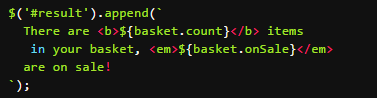 $('#result').append(`
  There are <b>${basket.count}</b> items
   in your basket, <em>${basket.onSale}</em>
  are on sale!
`);